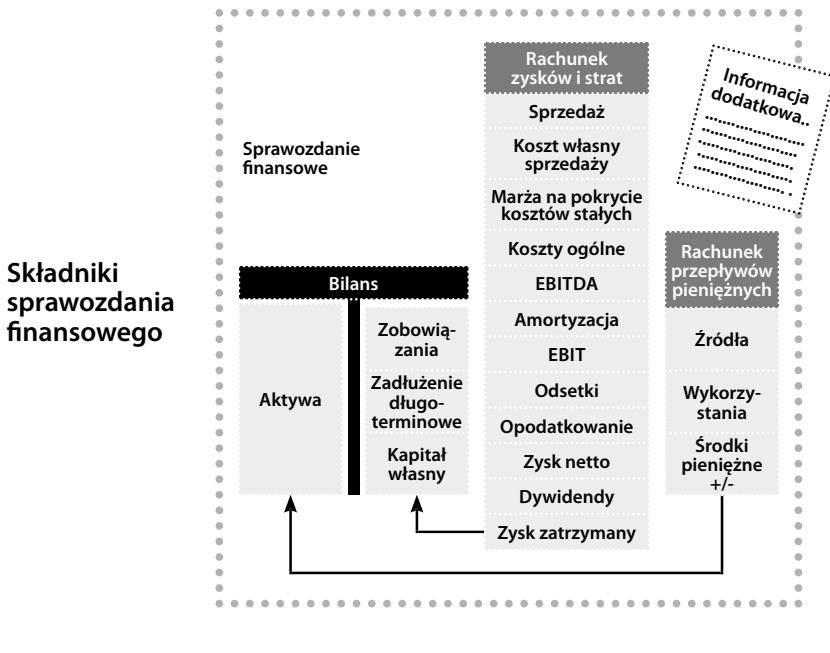 Składniki
sprawozdania
finansowego
Sprawozdanie
finansowe
Bilans
Aktywa
Zobowią-
zania
Zadłużenie
długo-
terminowe
Kapitał
własny
Rachunek
zysków i strat
Sprzedaż
Koszt własny
sprzedaży
Marża na pokrycie
kosztów stałych
Koszty ogólne
EBITDA
Amortyzacja
EBIT
Odsetki
Opodatkowanie
Zysk netto
Dywidendy
Zysk zatrzymany
Informacja
dodatkowa..
Rachunek
przepływów
pieniężnych
Źródła
Wykorzy-
stania
Środki
pieniężne
+/-